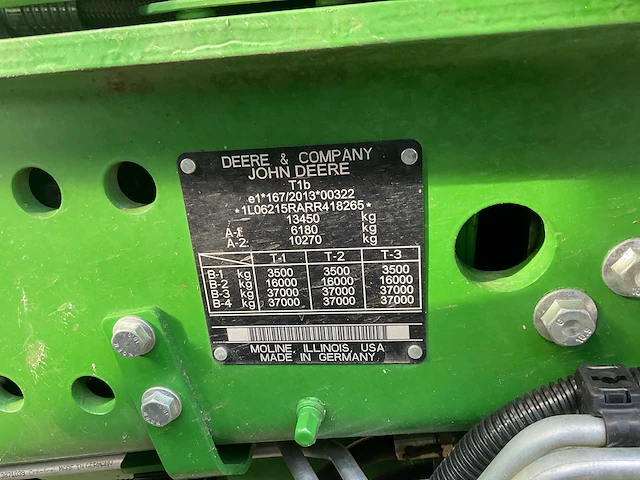 DEERE & COMPANY
JOHN DEERE
T1b
e1*167/2013*00322
*1L06215RARR418265*
13450 kg
A-1: 6180 kg
A-2: 10270 kg
T-1 T-2 T-3
B-1 kg 3500 3500 3500
B-2 kg 16000 16000 16000
B-3 kg 37000 37000 37000
B-4 kg 37000 37000 37000
MOLINE, ILLINOIS, USA
MADE IN GERMANY